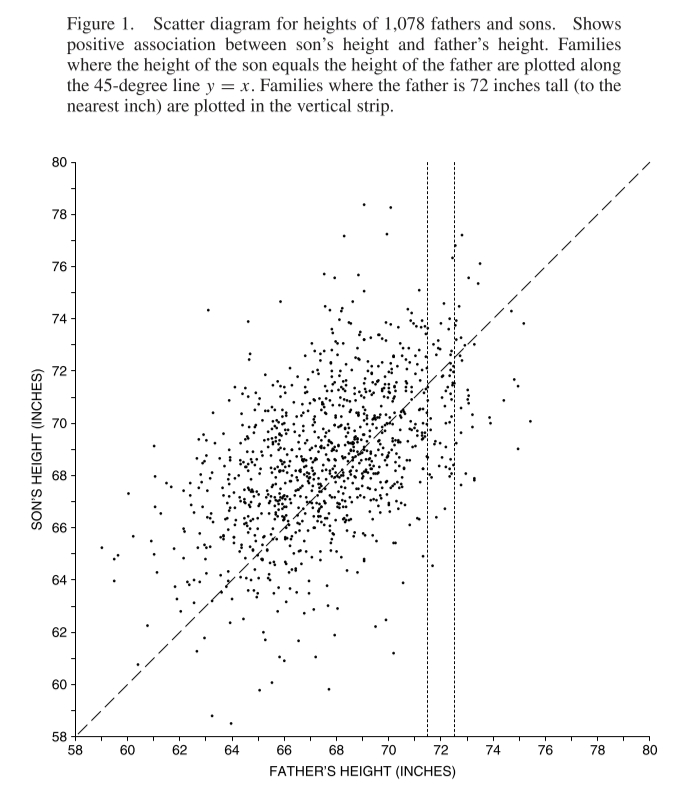 Figure 1. Scatter diagram for heights of 1,078 fathers and sons. Shows
positive association between son’s height and father’s height. Families
where the height of the son equals the height of the father are plotted along
the 45-degree line y = x. Families where the father is 72 inches tall (to the
nearest inch) are plotted in the vertical strip.
80
78
76
74
72
70
68
66
64
62
60
58
SON'S HEIGHT (INCHES)
58 60 62 64 66 68 70 72 74 76 78 80
FATHER'S HEIGHT (INCHES)